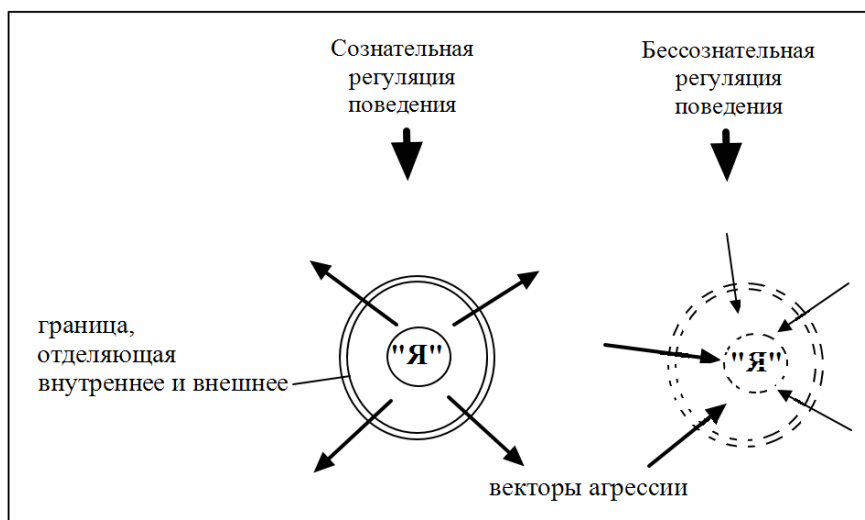 Сознательная
регуляция
поведения
Бессознательная
регуляция
поведения
граница,
отделяющая
внутреннее и внешнее
"Я"
"Я"
векторы агрессии